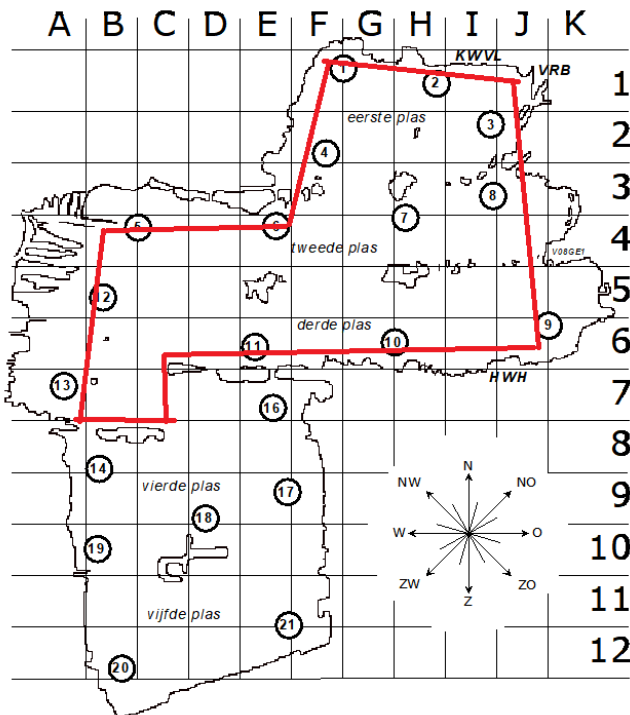 A B C D E F G H I J K
KWVL
1
1
VRB
2
eerste plas
3
2
4
3
8
5
6
7
4
tweede plas
V08GE1
12
5
derde plas
9
11
10
6
HWH
13
7
16
8
14
vierde plas
17
9
18
N
NW
NO
W
O
19
10
ZW
ZO
Z
vijfde plas
11
21
12
20